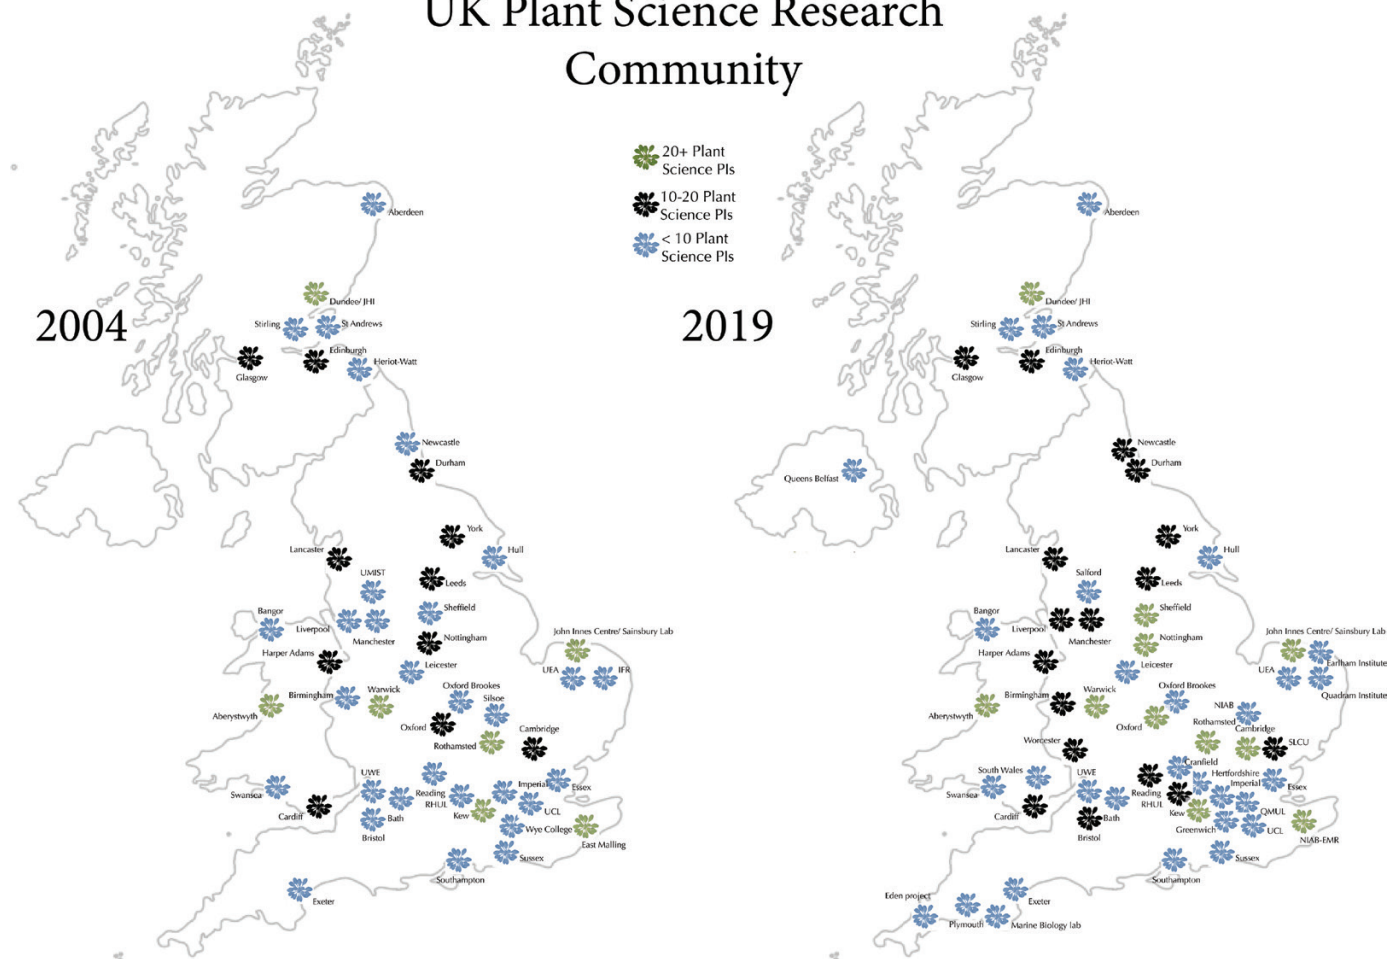 UK Plant Science Research
Community
20+ Plant
Science PIs
10-20 Plant
Science PIs
< 10 Plant
Science PIs
2004
Aberdeen
Dundee/ JHI
Stirling
St Andrews
Edinburgh
Glasgow
Heriot-Watt
Newcastle
Durham
York
Lancaster
Hull
UMIST
Leeds
Bangor
Sheffield
Liverpool
Manchester
Nottingham
John Innes Centre/ Sainsbury Lab
Harper Adams
Leicester
UEA
IFR
Birmingham
Warwick
Oxford Brookes
Silsoe
Aberystwyth
Oxford
Rothamsted
Cambridge
UWE
Swansea
Reading
RHUL
Imperial
Essex
Cardiff
Bath
Kew
UCL
Bristol
Wye College
East Malling
Sussex
Southampton
Exeter
2019
Aberdeen
Dundee/ JHI
Stirling
St Andrews
Edinburgh
Glasgow
Heriot-Watt
Newcastle
Durham
Queens Belfast
York
Lancaster
Hull
Salford
Leeds
Bangor
Sheffield
Liverpool
Manchester
Nottingham
John Innes Centre/ Sainsbury Lab
Harper Adams
Leicester
UEA
Earlham Institute
Quadram Institute
Birmingham
Warwick
Oxford Brookes
NIAB
Aberystwyth
Oxford
Rothamsted
Cambridge
Worcester
SLCU
South Wales
UWE
Cranfield
Hertfordshire
Swansea
Reading
RHUL
Imperial
Essex
Cardiff
Bath
Kew
QMUL
Bristol
Greenwich
UCL
NIAB-EMR
Sussex
Southampton
Eden project
Exeter
Plymouth
Marine Biology lab